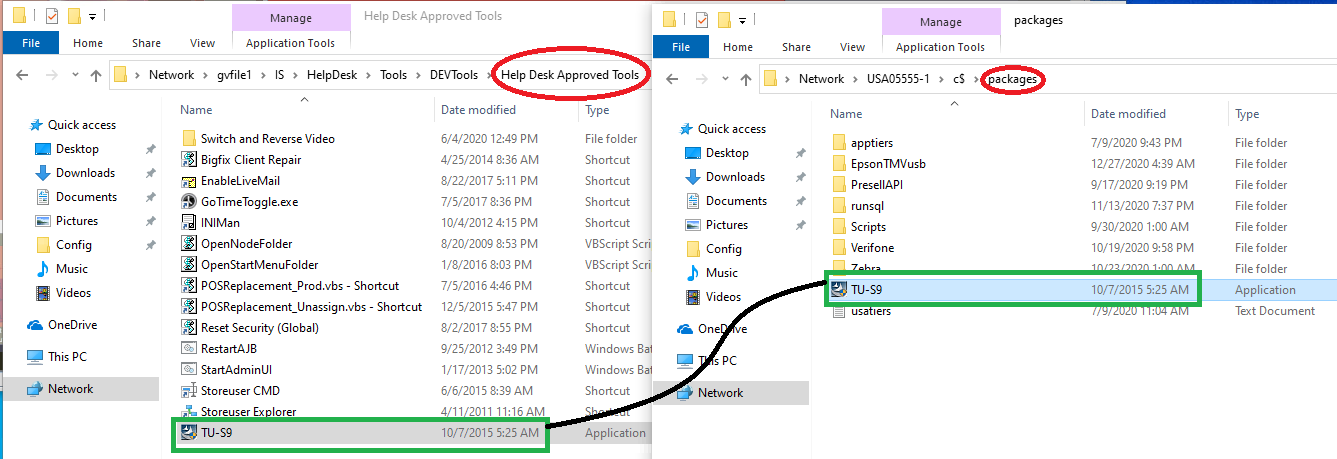 Manage
Help Desk Approved Tools
File
Home
Share
View
Application Tools
Network > gvfile1 > IS > HelpDesk > Tools > DEVTools > Help Desk Approved Tools
Quick access
Desktop
Downloads
Documents
Pictures
Config
Music
Videos
OneDrive
This PC
Network
Name Date modified Type
Switch and Reverse Video 6/4/2020 12:49 PM File folder
Bigfix Client Repair 4/25/2014 8:36 AM Shortcut
EnableLiveMail 8/22/2017 5:11 PM Shortcut
GoTimeToggle.exe 7/5/2017 8:36 PM Shortcut
INIMan 10/4/2012 4:15 PM Shortcut
OpenNodeFolder 8/20/2009 8:53 PM VBScript Scri
OpenStartMenuFolder 1/8/2016 8:03 PM VBScript Scri
POSReplacement_Prod.vbs - Shortcut 7/5/2016 4:46 PM Shortcut
POSReplacement_Unassign.vbs - Shortcut 12/5/2015 5:47 PM Shortcut
Reset Security (Global) 8/2/2017 8:55 PM Shortcut
RestartAJB 9/25/2012 3:49 PM Windows Bat
StartAdminUI 1/17/2013 5:02 PM Windows Bat
Storeuser CMD 6/6/2015 8:39 AM Shortcut
Storeuser Explorer 4/11/2011 11:16 AM Shortcut
TU-S9 10/7/2015 5:25 AM Application
Manage
packages
File
Home
Share
View
Application Tools
Network > USA05555-1 > c$ > packages
Quick access
Desktop
Downloads
Documents
Pictures
Config
Music
Videos
OneDrive
This PC
Network
Name Date modified Type
apptiers 7/9/2020 9:43 PM File folder
EpsonTMVusb 12/27/2020 4:39 AM File folder
PresellAPI 9/17/2020 9:19 PM File folder
runsql 11/13/2020 7:37 PM File folder
Scripts 9/30/2020 1:00 AM File folder
Verifone 10/19/2020 9:58 PM File folder
Zebra 10/23/2020 1:00 AM File folder
TU-S9 10/7/2015 5:25 AM Application
usatiers 7/9/2020 11:04 AM Text Document